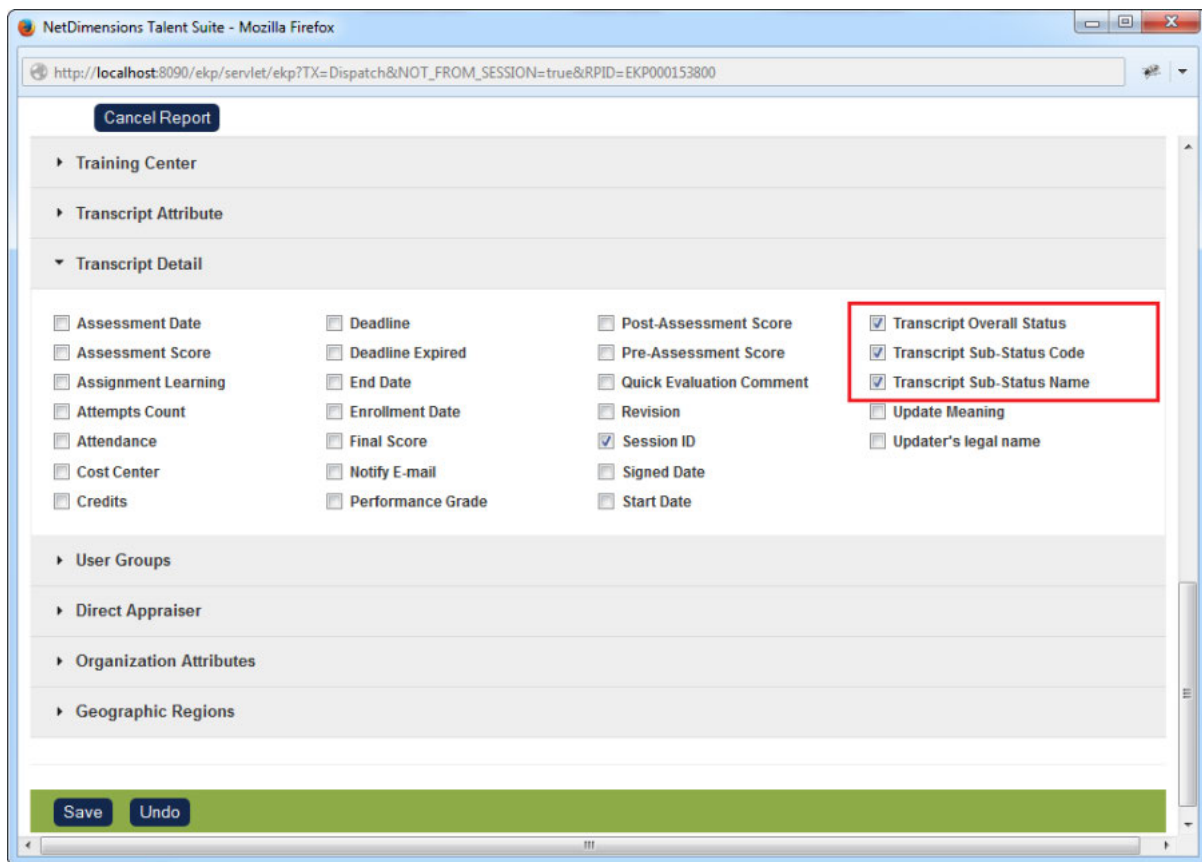 NetDimensions Talent Suite - Mozilla Firefox
http://localhost:8090/ekp/servlet/ekp?TX=Dispatch&NOT_FROM_SESSION=true&RPID=EKP000153800
Cancel Report
Training Center
Transcript Attribute
Transcript Detail
Assessment Date
Assessment Score
Assignment Learning
Attempts Count
Attendance
Cost Center
Credits
Deadline
Deadline Expired
End Date
Enrollment Date
Final Score
Notify E-mail
Performance Grade
Post-Assessment Score
Pre-Assessment Score
Quick Evaluation Comment
Revision
Session ID
Signed Date
Start Date
Transcript Overall Status
Transcript Sub-Status Code
Transcript Sub-Status Name
Update Meaning
Updater's legal name
User Groups
Direct Appraiser
Organization Attributes
Geographic Regions
Save Undo